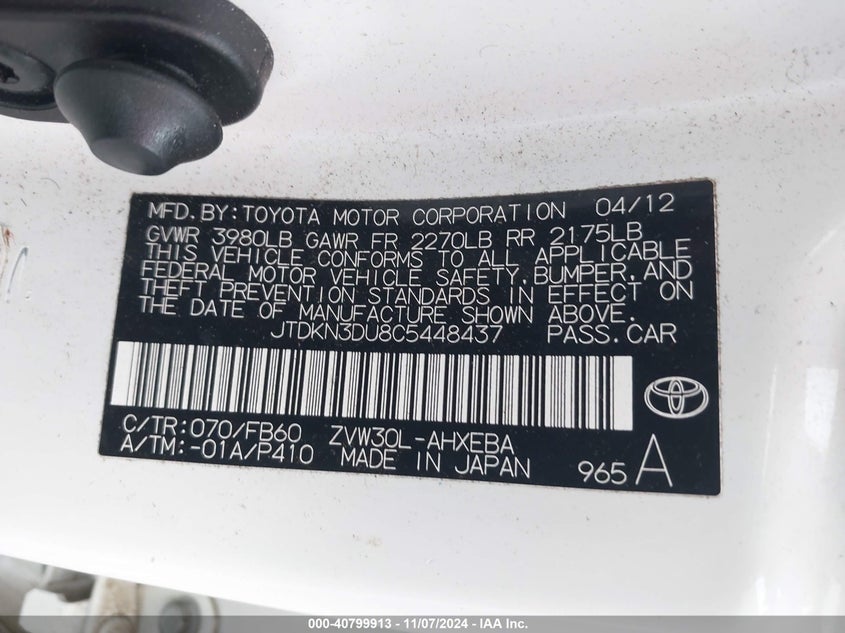 MFD.BY:TOYOTA MOTOR CORPORATION 04/12
GVWR 3980LB GAWR FR 2270LB RR 2175LB
THIS VEHICLE CONFORMS TO ALL APPLICABLE
FEDERAL MOTOR VEHICLE SAFETY,BUMPER,AND
THEFT PREVENTION STANDARDS IN EFFECT ON
THE DATE OF MANUFACTURE SHOWN ABOVE.
JTDKN3DU8C5448437 PASS.CAR
C/TR:070/FB60 ZVW30L-AHXEBA
A/TM:-01A/P410 MADE IN JAPAN 965 A
000-40799913 - 11/07/2024 - IAA Inc.